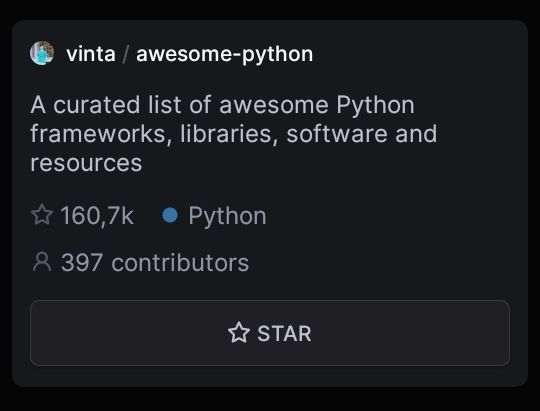 vinta / awesome-python
A curated list of awesome Python
frameworks, libraries, software and
resources
160,7k Python
397 contributors
STAR